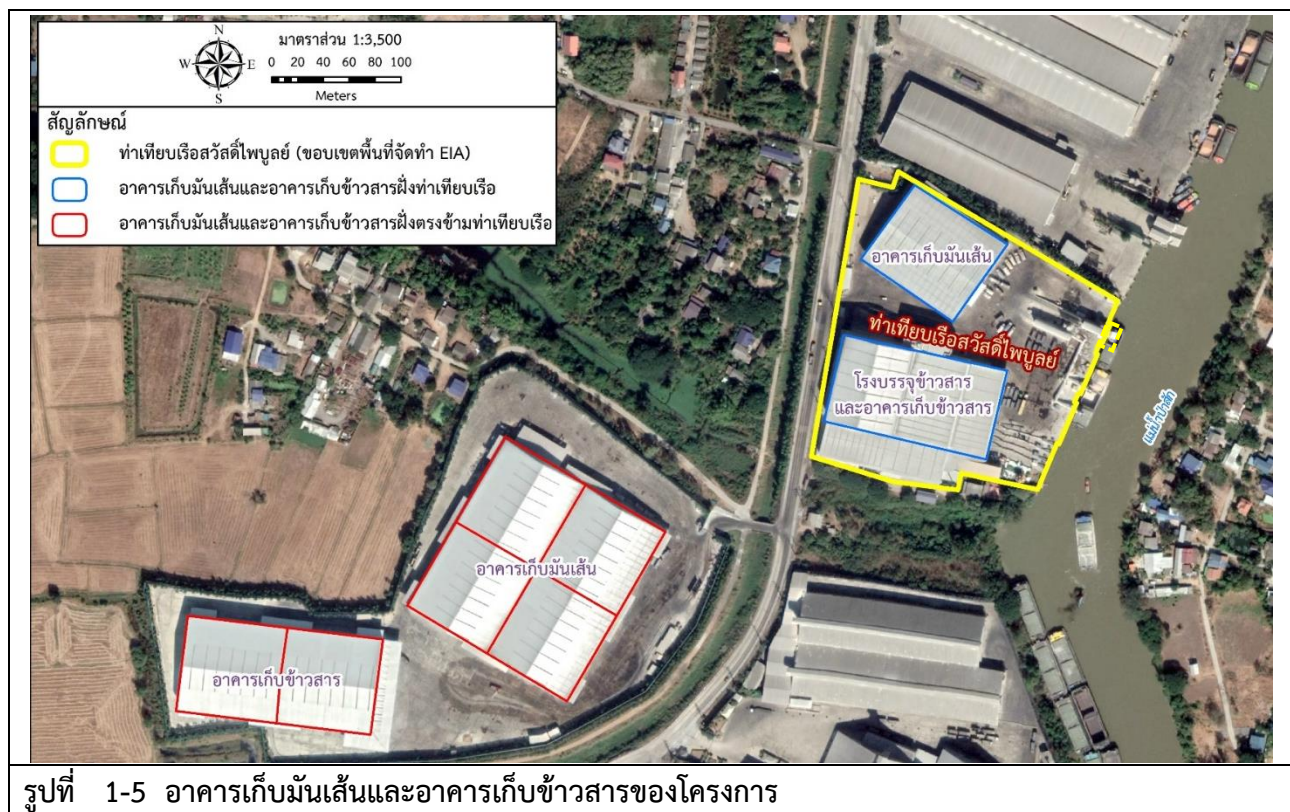 N
W E
S
มาตราส่วน 1:3,500
0 20 40 60 80 100
Meters
สัญลักษณ์
ท่าเทียบเรือสวัสดิ์ไพบูลย์ (ขอบเขตพื้นที่จัดทำ EIA)
อาคารเก็บมันเส้นและอาคารเก็บข้าวสารฝั่งท่าเทียบเรือ
อาคารเก็บมันเส้นและอาคารเก็บข้าวสารฝั่งตรงข้ามท่าเทียบเรือ
อาคารเก็บมันเส้น
ท่าเทียบเรือสวัสดิ์ไพบูลย์
โรงบรรจุข้าวสาร
และอาคารเก็บข้าวสาร
แม่น้ำป่าสัก
อาคารเก็บมันเส้น
อาคารเก็บข้าวสาร
รูปที่ 1-5 อาคารเก็บมันเส้นและอาคารเก็บข้าวสารของโครงการ